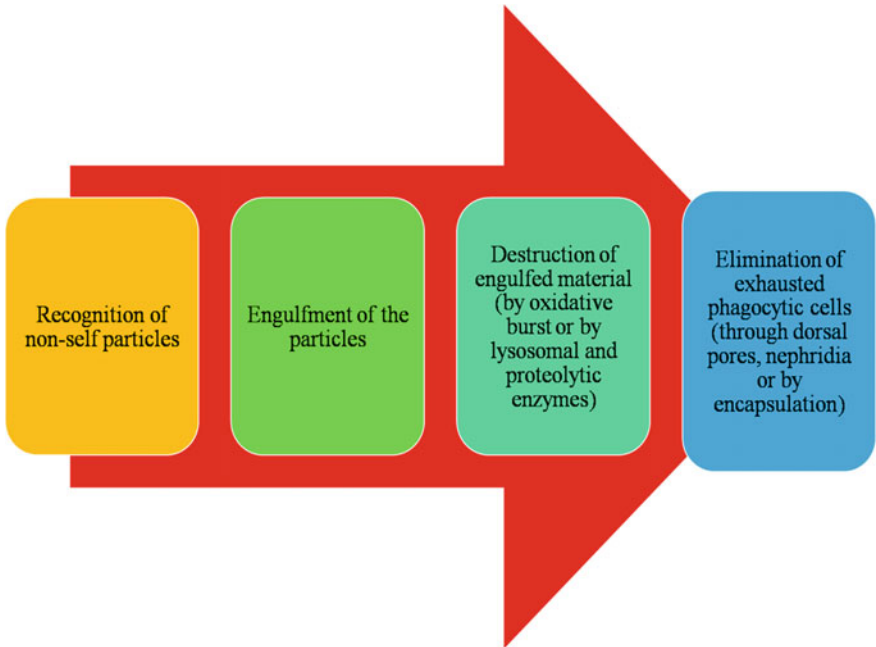 Recognition of
non-self particles
Engulfment of the
particles
Destruction of
engulfed material
(by oxidative
burst or by
lysosomal and
proteolytic
enzymes)
Elimination of
exhausted
phagocytic cells
(through dorsal
pores, nephridia
or by
encapsulation)